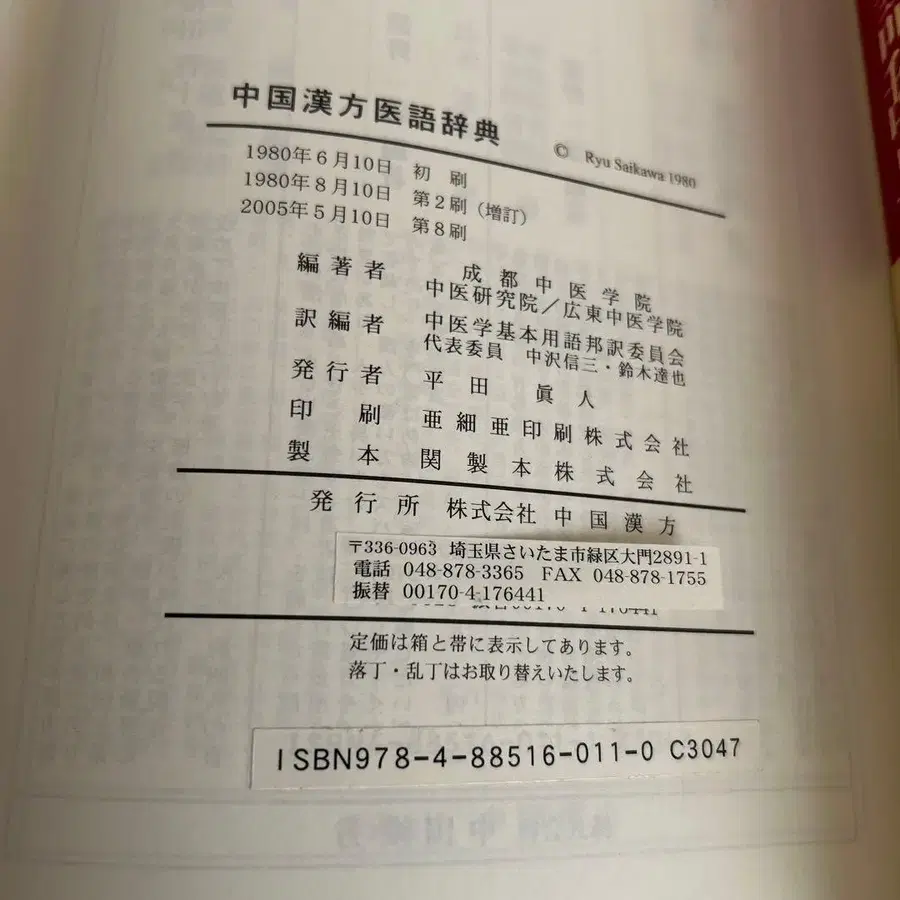 中国漢方医語辞典
© Ryu Saikawa 1980
1980年6月10日 初刷
1980年8月10日 第2刷(増訂)
2005年5月10日 第8刷
編著者 成都中医学院
中医研究院/広東中医学院
訳編者 中医学基本用語邦訳委員会
代表委員 中沢信三・鈴木達也
発行者 平田眞人
印刷 亜細亜印刷株式会社
製本 関製本株式会社
発行所 株式会社 中国漢方
〒336-0963 埼玉県さいたま市緑区大門2891-1
電話 048-878-3365 FAX 048-878-1755
振替 00170-4-176441
定価は箱と帯に表示してあります。
落丁・乱丁はお取り替えいたします。
ISBN978-4-88516-011-0 C3047